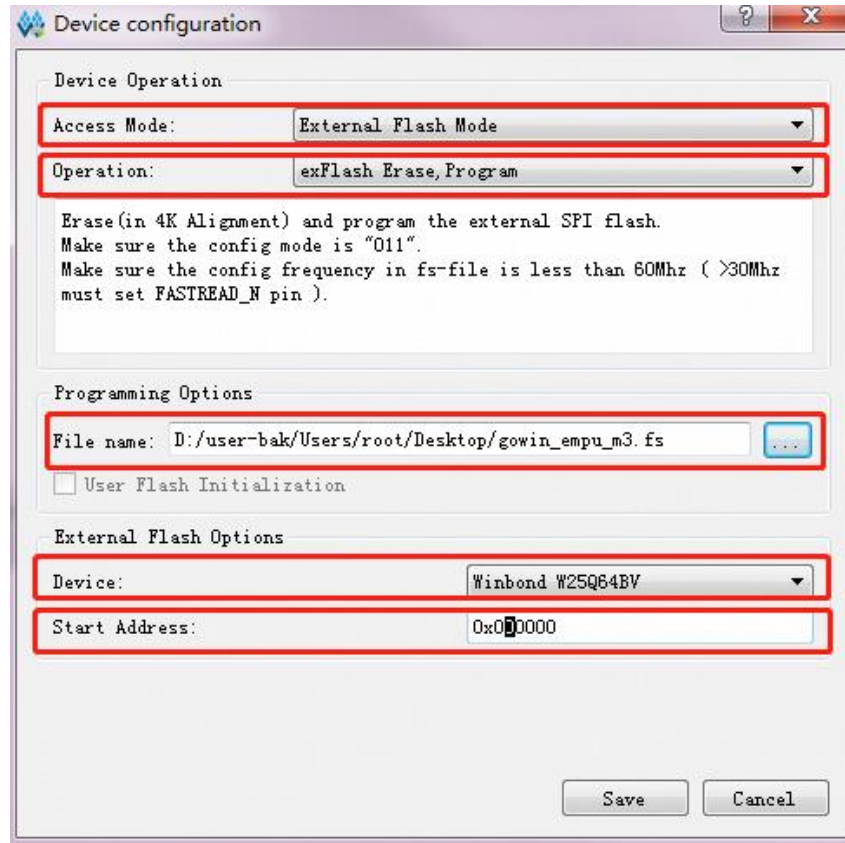 Device configuration
Device Operation
Access Mode: External Flash Mode
Operation: exFlash Erase,Program
Erase(in 4K Alignment) and program the external SPI flash.
Make sure the config mode is "011".
Make sure the config frequency in fs-file is less than 60Mhz ( >30Mhz
must set FASTREAD_N pin ).
Programming Options
File name: D:/user-bak/Users/root/Desktop/gowin_empu_m3.fs ...
User Flash Initialization
External Flash Options
Device: Winbond W25Q64BV
Start Address: 0x000000
Save Cancel